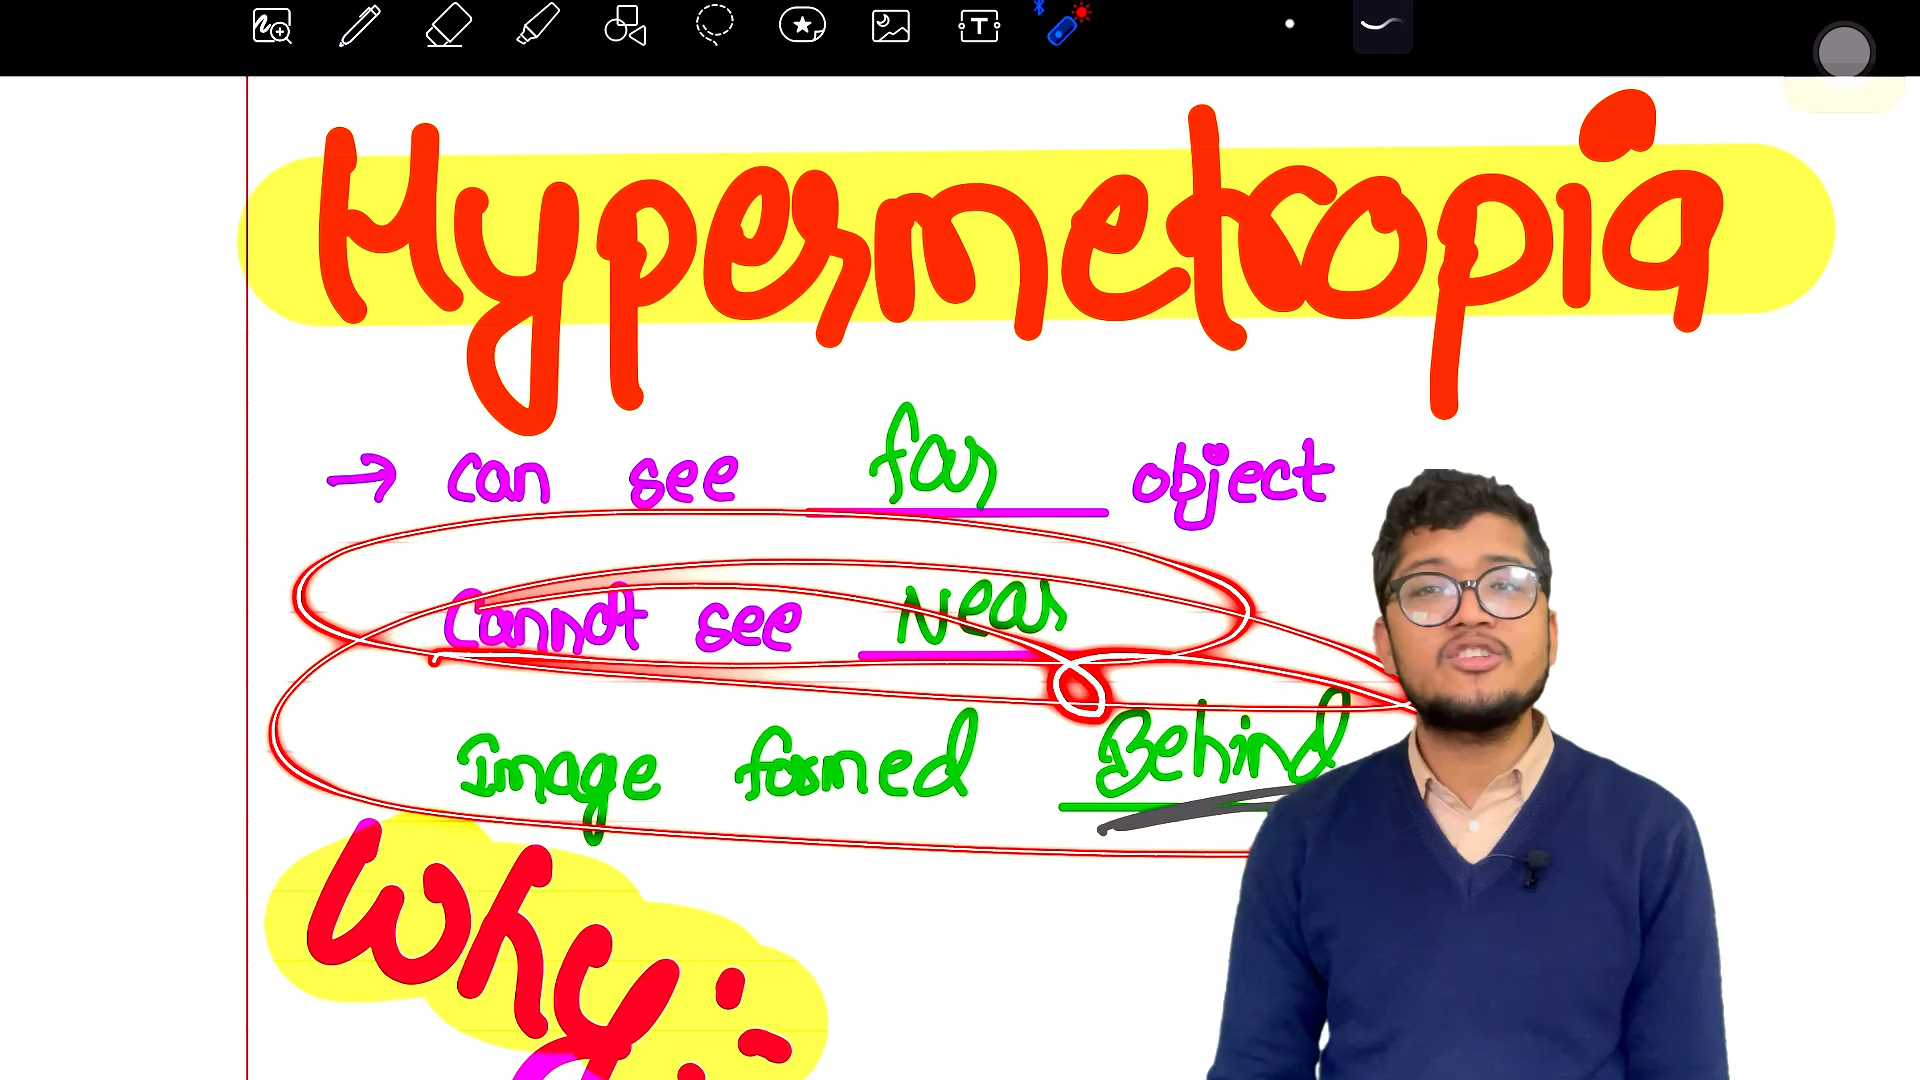 Hypermetropia
→ can see far object
Cannot see Near
Image formed Behind
Why :-